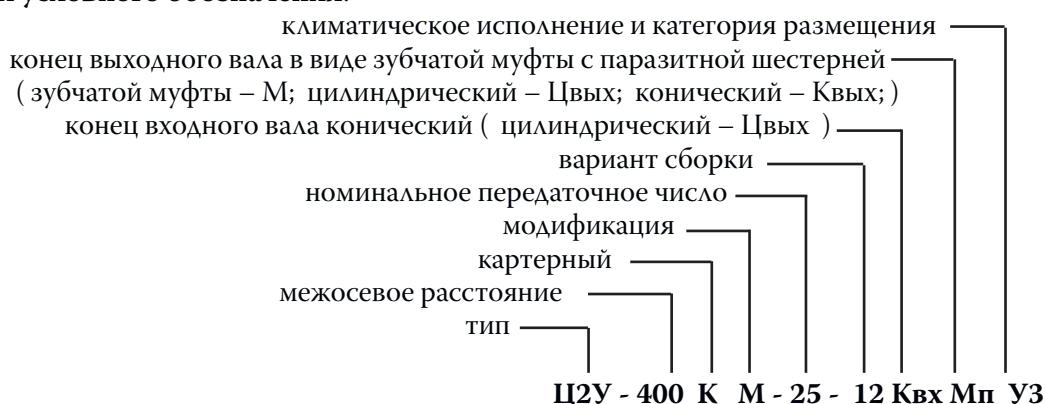 условного обозначения:
климатическое исполнение и категория размещения
конец выходного вала в виде зубчатой муфты с паразитной шестерней
( зубчатой муфты – М; цилиндрический – Цвых; конический – Квых; )
конец входного вала конический ( цилиндрический – Цвых )
вариант сборки
номинальное передаточное число
модификация
картерный
межосевое расстояние
тип
Ц2У - 400 К М - 25 - 12 Квх Мп У3